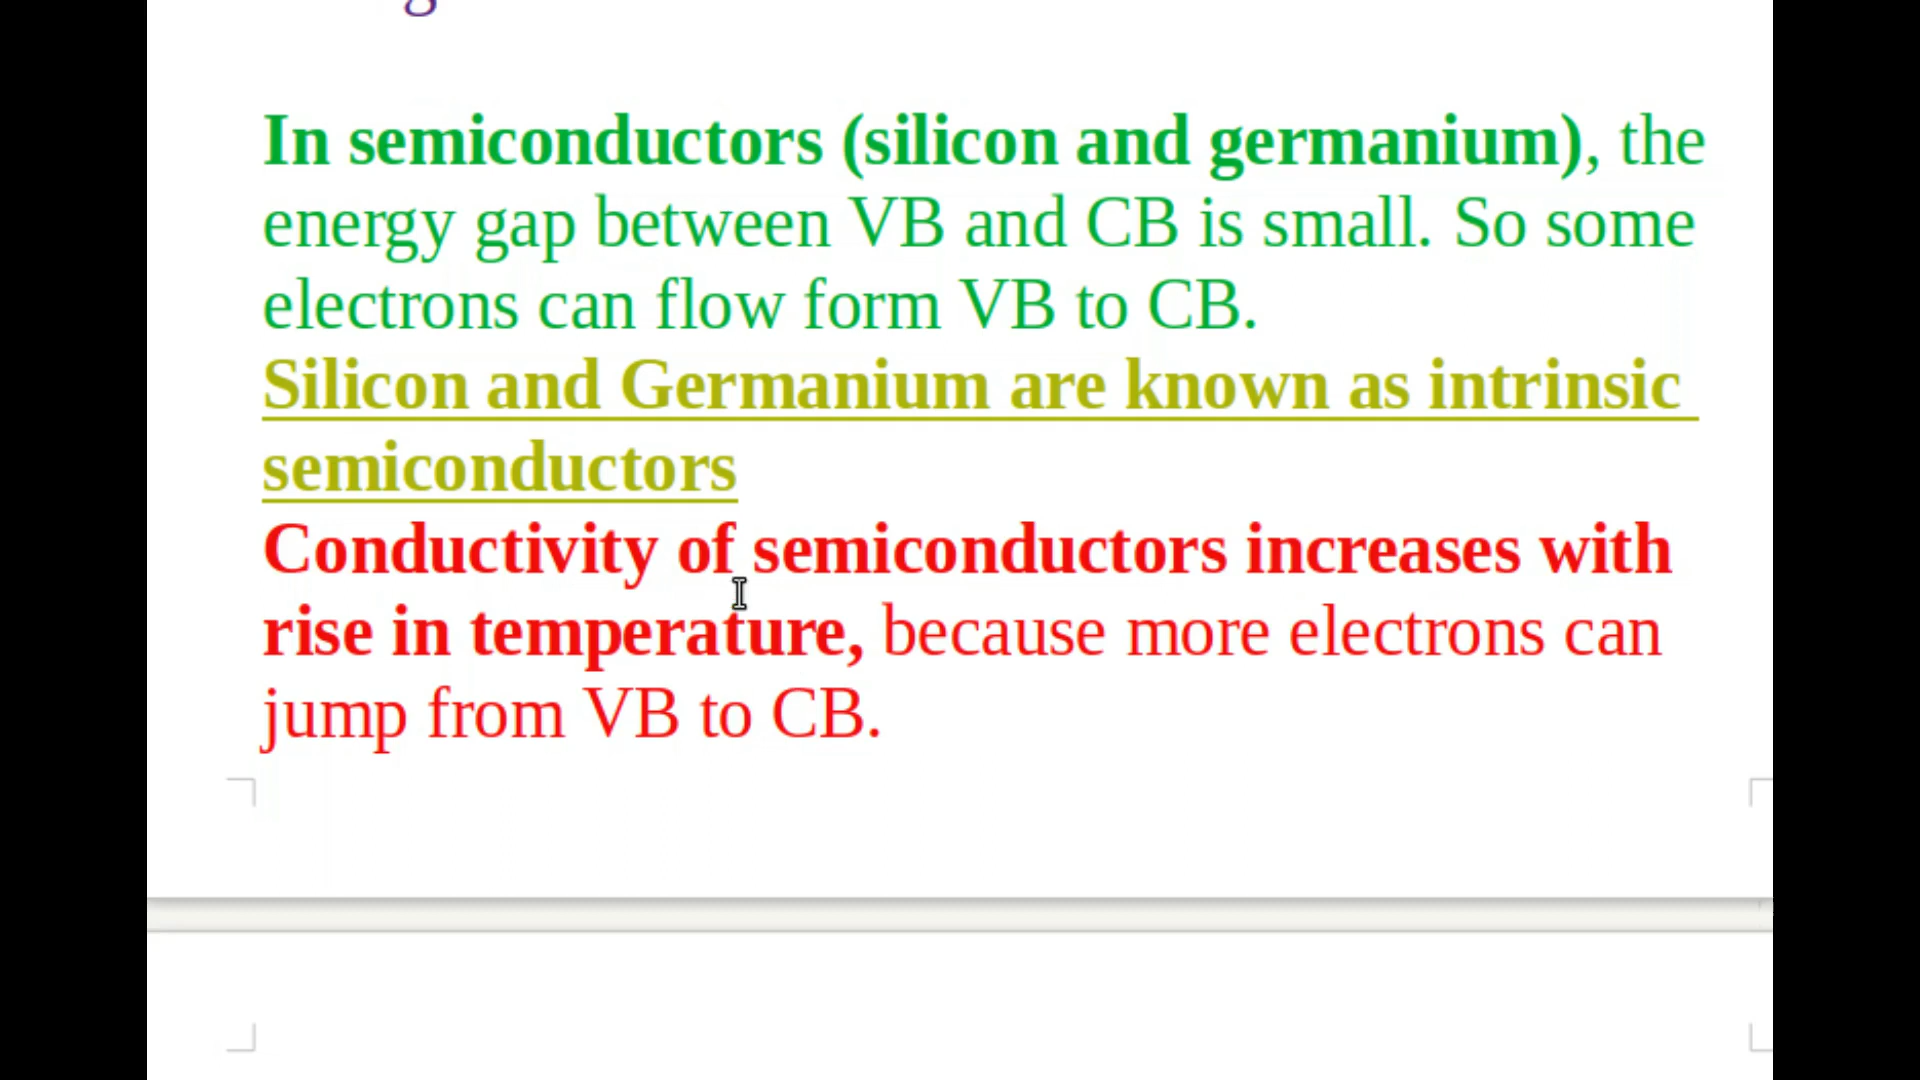 In semiconductors (silicon and germanium), the
energy gap between VB and CB is small. So some
electrons can flow form VB to CB.
Silicon and Germanium are known as intrinsic
semiconductors
Conductivity of semiconductors increases with
rise in temperature, because more electrons can
jump from VB to CB.